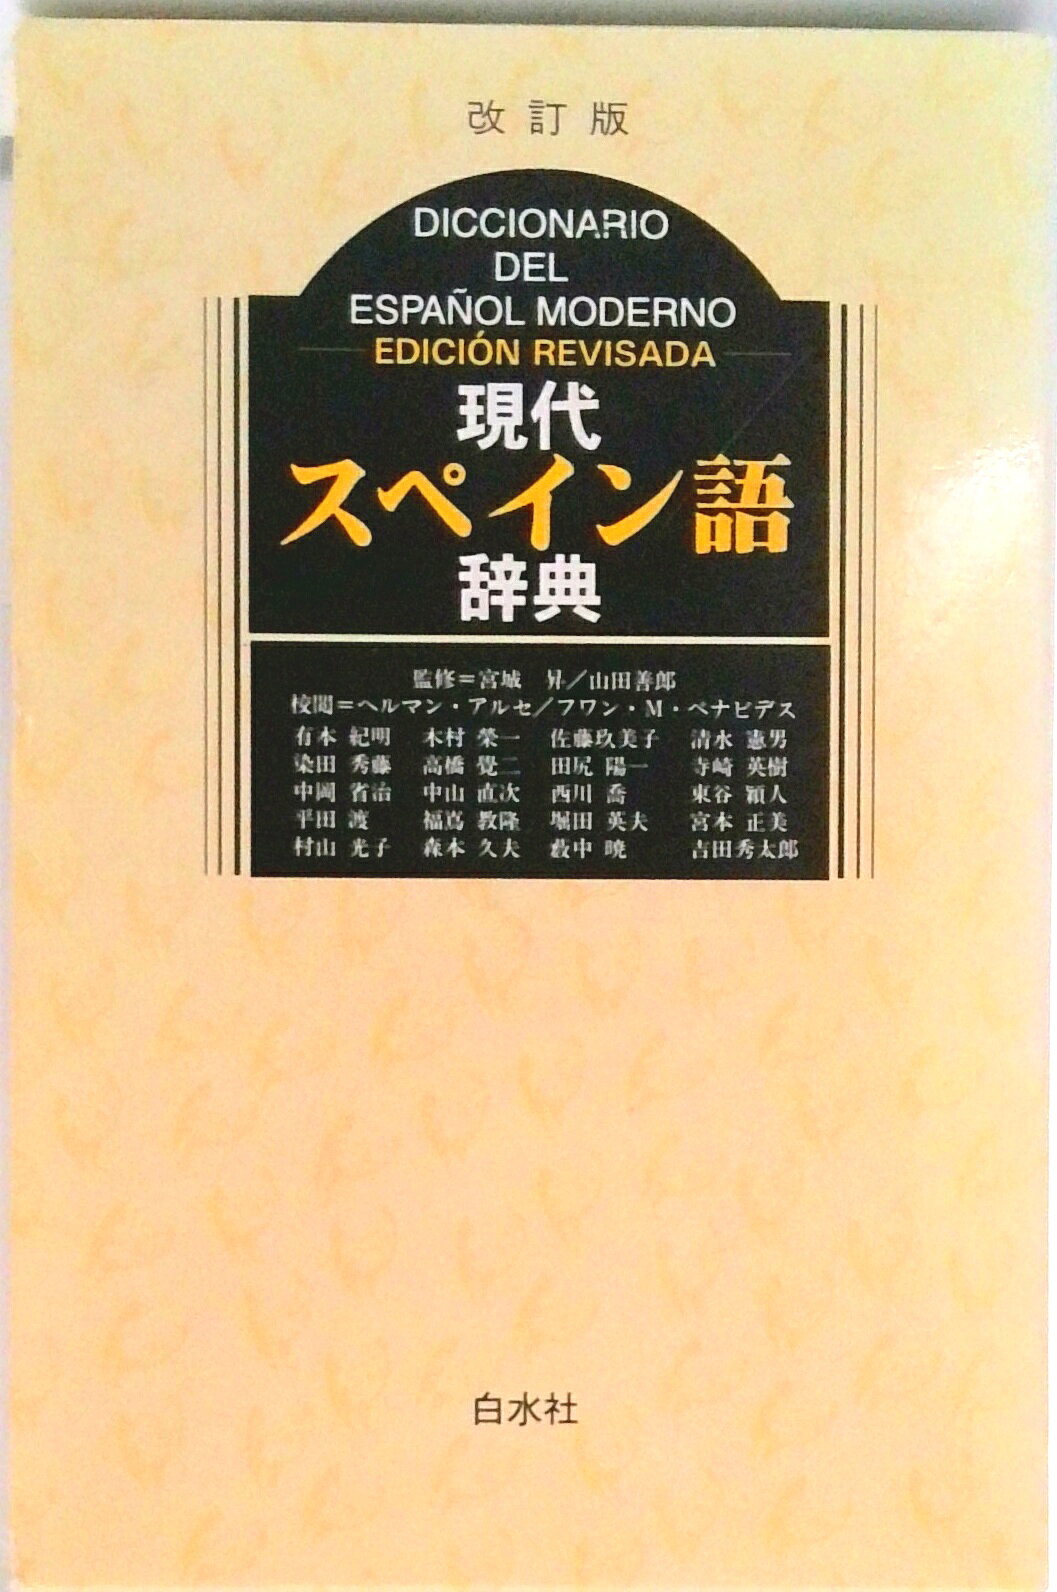 改訂版
DICCIONARIO
DEL
ESPAÑOL MODERNO
EDICIÓN REVISADA
現代
スペイン語
辞典
監修＝宮城 昇／山田善郎
校閲＝ヘルマン・アルセ／フワン・M・ベナビデス
有本 紀明 木村 榮一 佐藤玖美子 清水 憲男
染田 秀藤 高橋 覺二 田尻 陽一 寺崎 英樹
中岡 省治 中山 直次 西川 喬 東谷 穎人
平田 渡 福嶌 教隆 堀田 英夫 宮本 正美
村山 光子 森本 久夫 藪中 暁 吉田秀太郎
白水社